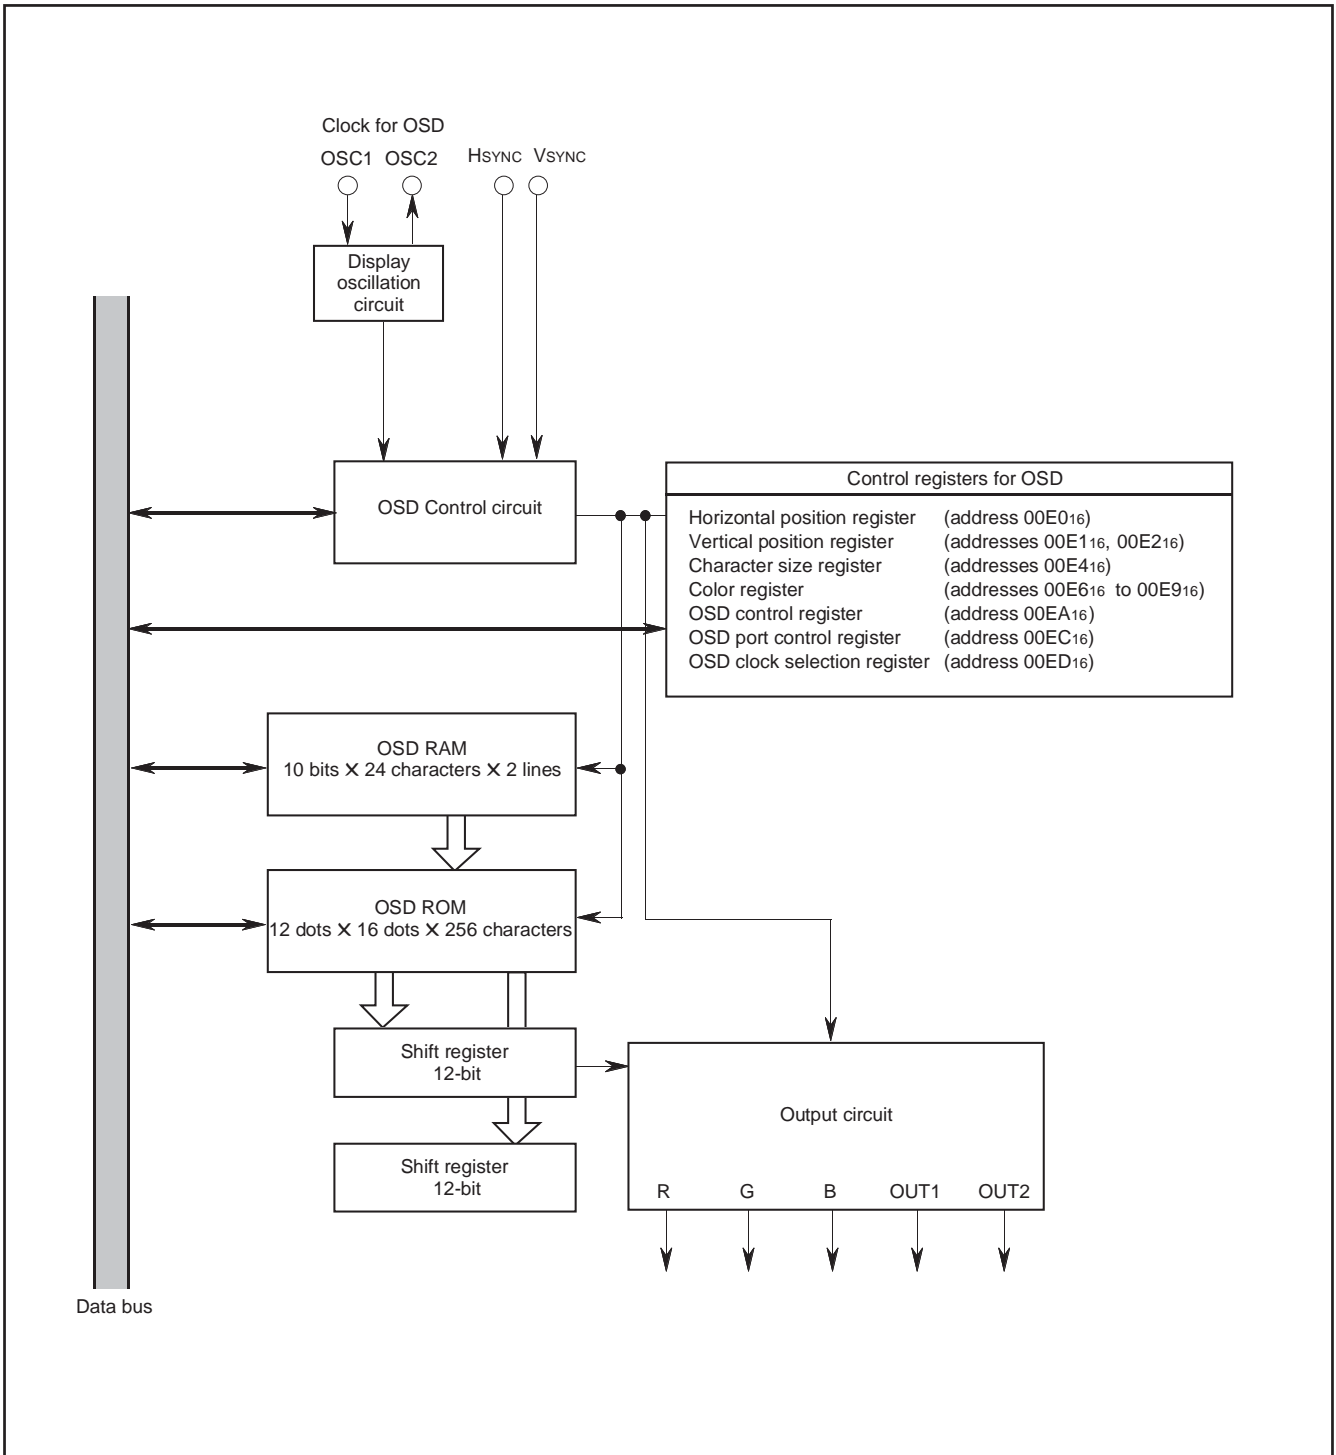 Clock for OSD
OSC1 OSC2 HSYNC VSYNC
Display
oscillation
circuit
OSD Control circuit
Control registers for OSD
Horizontal position register (address 00E016)
Vertical position register (addresses 00E116, 00E216)
Character size register (addresses 00E416)
Color register (addresses 00E616 to 00E916)
OSD control register (address 00EA16)
OSD port control register (address 00EC16)
OSD clock selection register (address 00ED16)
OSD RAM
10 bits × 24 characters × 2 lines
OSD ROM
12 dots × 16 dots × 256 characters
Shift register
12-bit
Output circuit
Shift register
12-bit
R G B OUT1 OUT2
Data bus